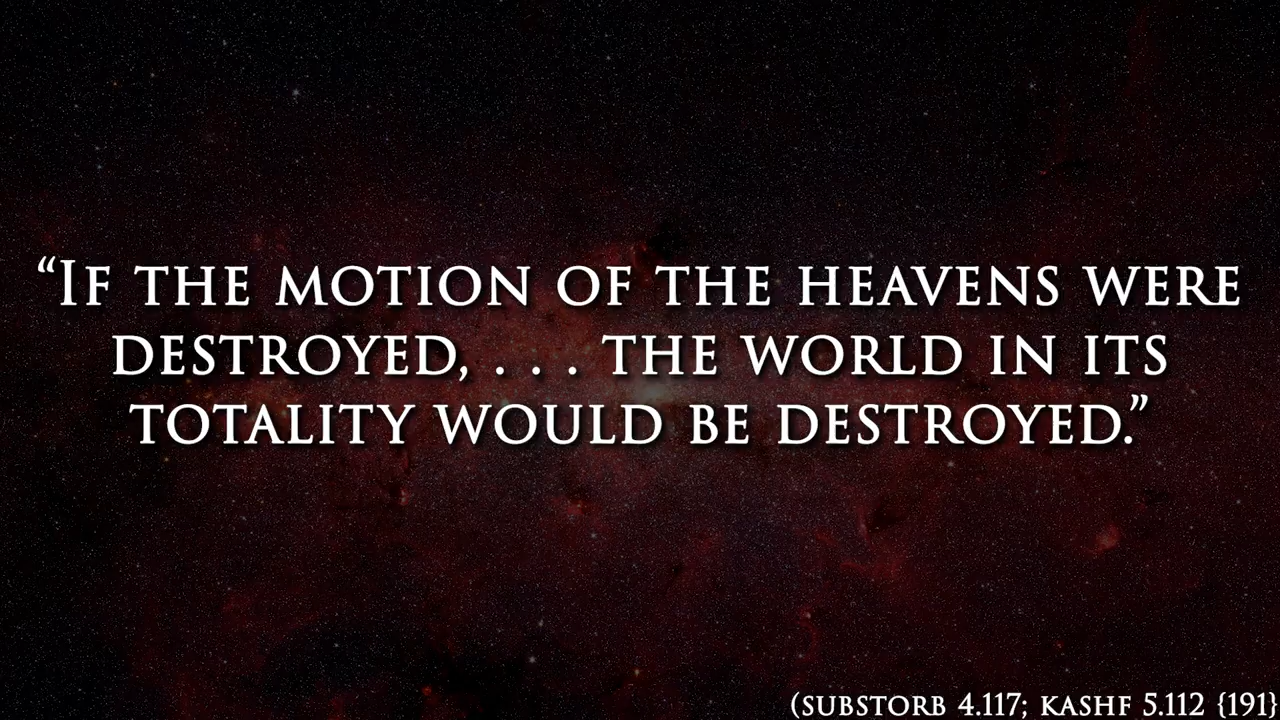 “If the motion of the heavens were
destroyed, . . . the world in its
totality would be destroyed.”
(substorb 4.117; kashf 5.112 {191}